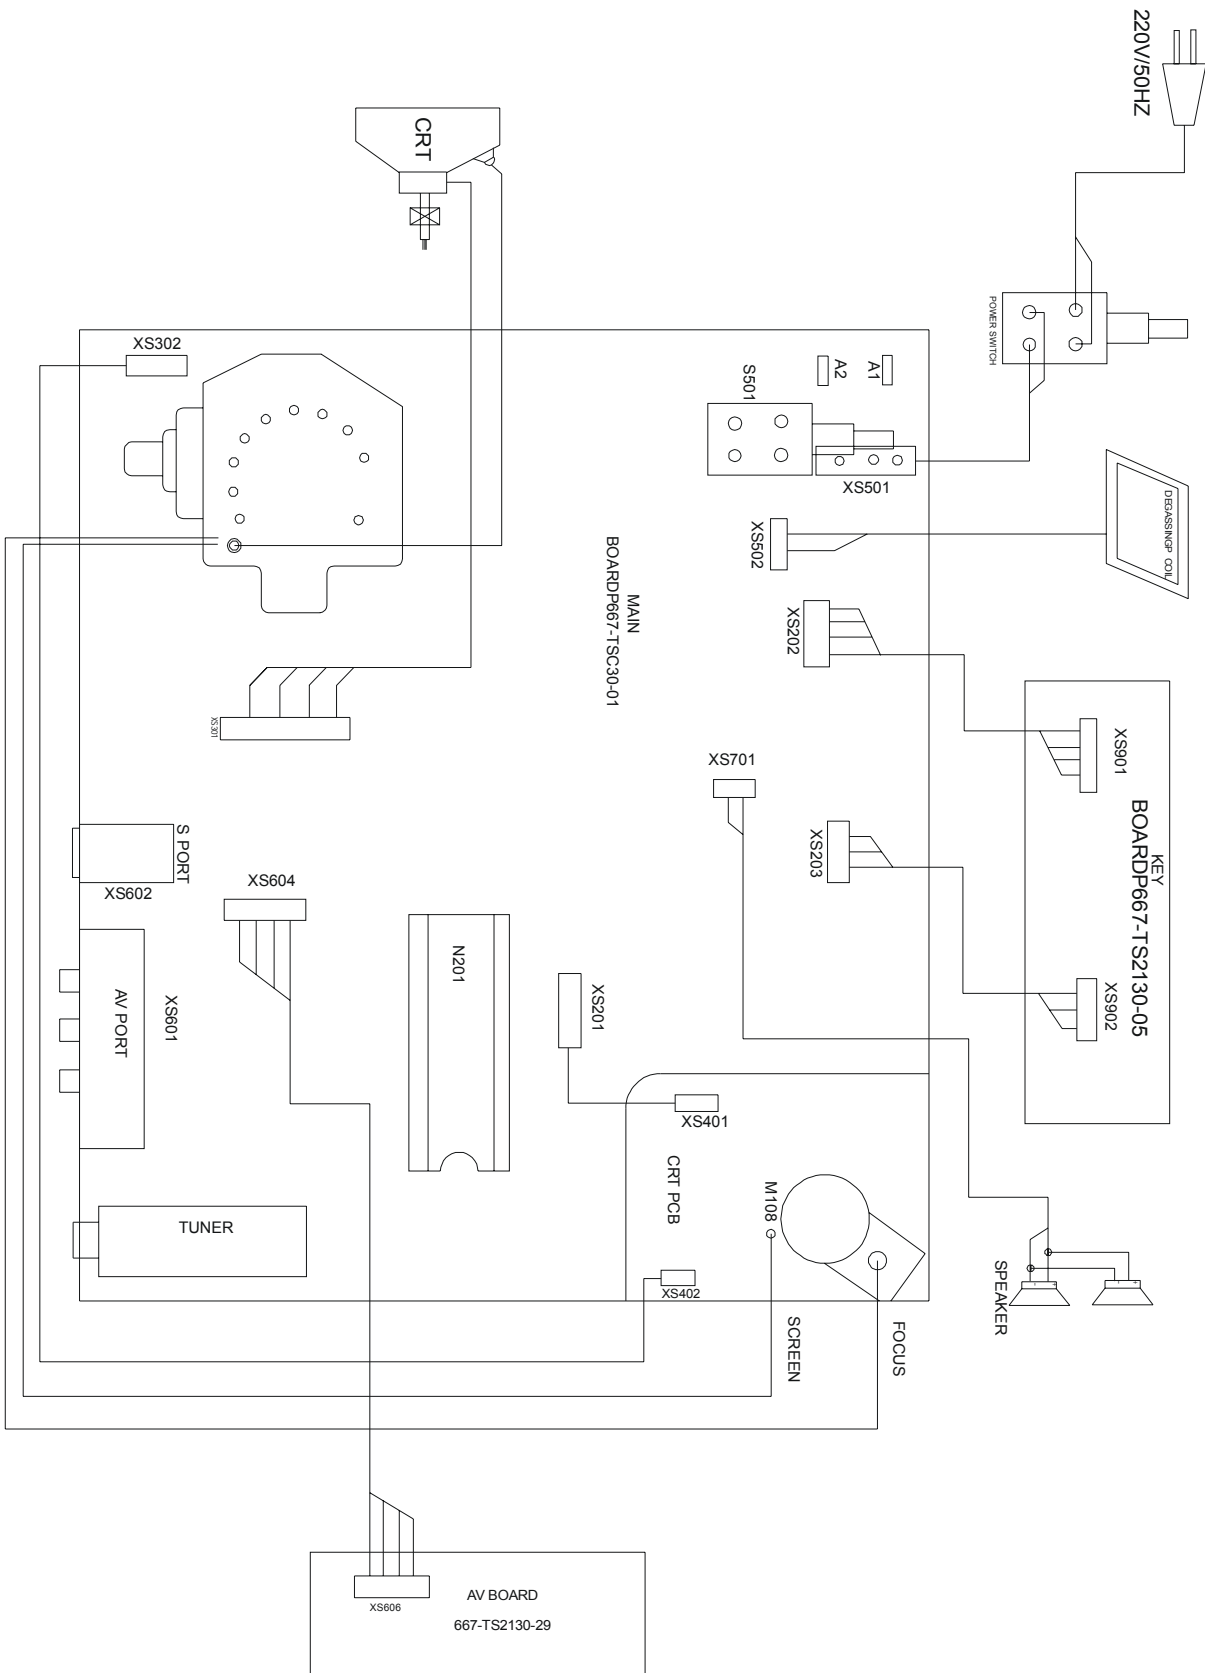 220V/50HZ
CRT
POWER SWITCH
XS302
A1
A2
S501
XS501
DEGASSINGP COIL
XS502
MAIN
BOARDP667-TSC30-01
XS202
XS901
KEY
BOARDP667-TS2130-05
XS301
XS701
XS203
XS902
S PORT
XS602
XS604
N201
XS201
XS601
AV PORT
XS401
CRT PCB
M108
TUNER
XS402
SPEAKER
SCREEN
FOCUS
XS606
AV BOARD
667-TS2130-29